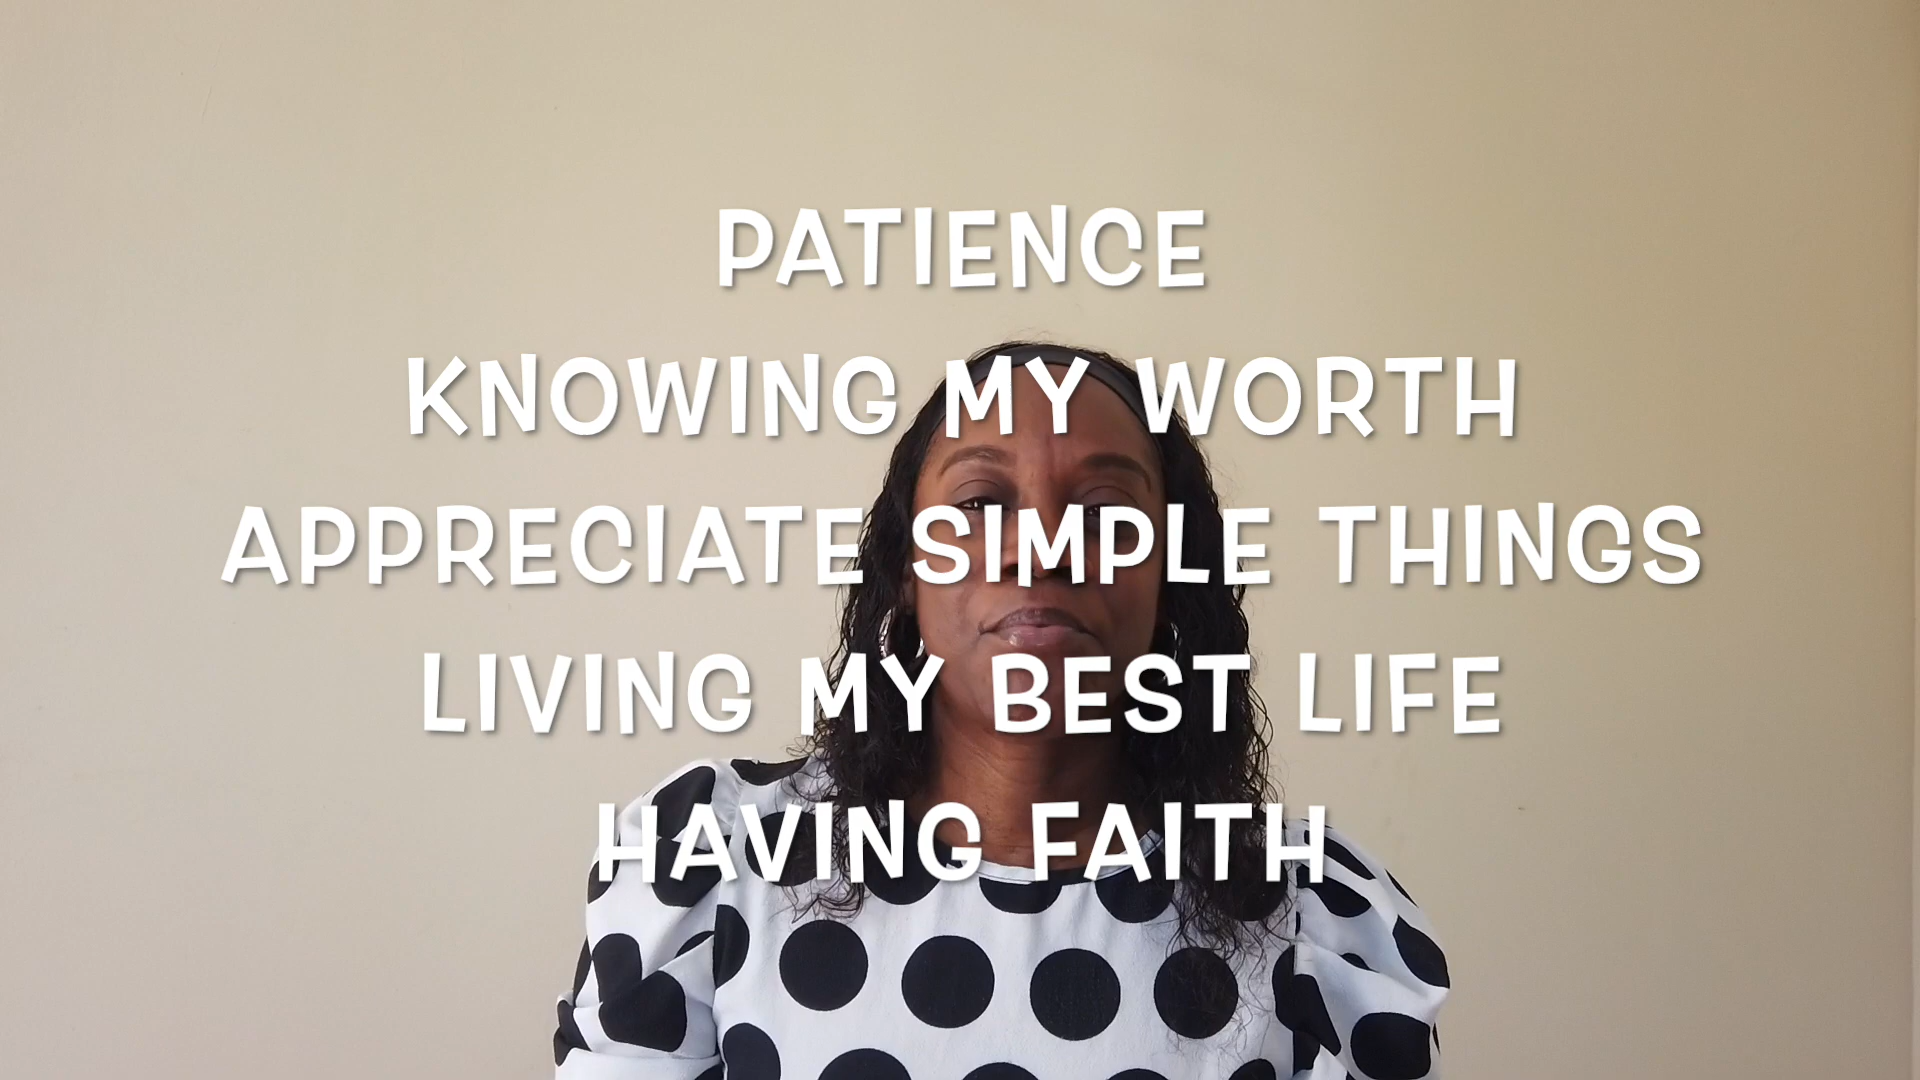 PATIENCE
KNOWING MY WORTH
APPRECIATE SIMPLE THINGS
LIVING MY BEST LIFE
HAVING FAITH